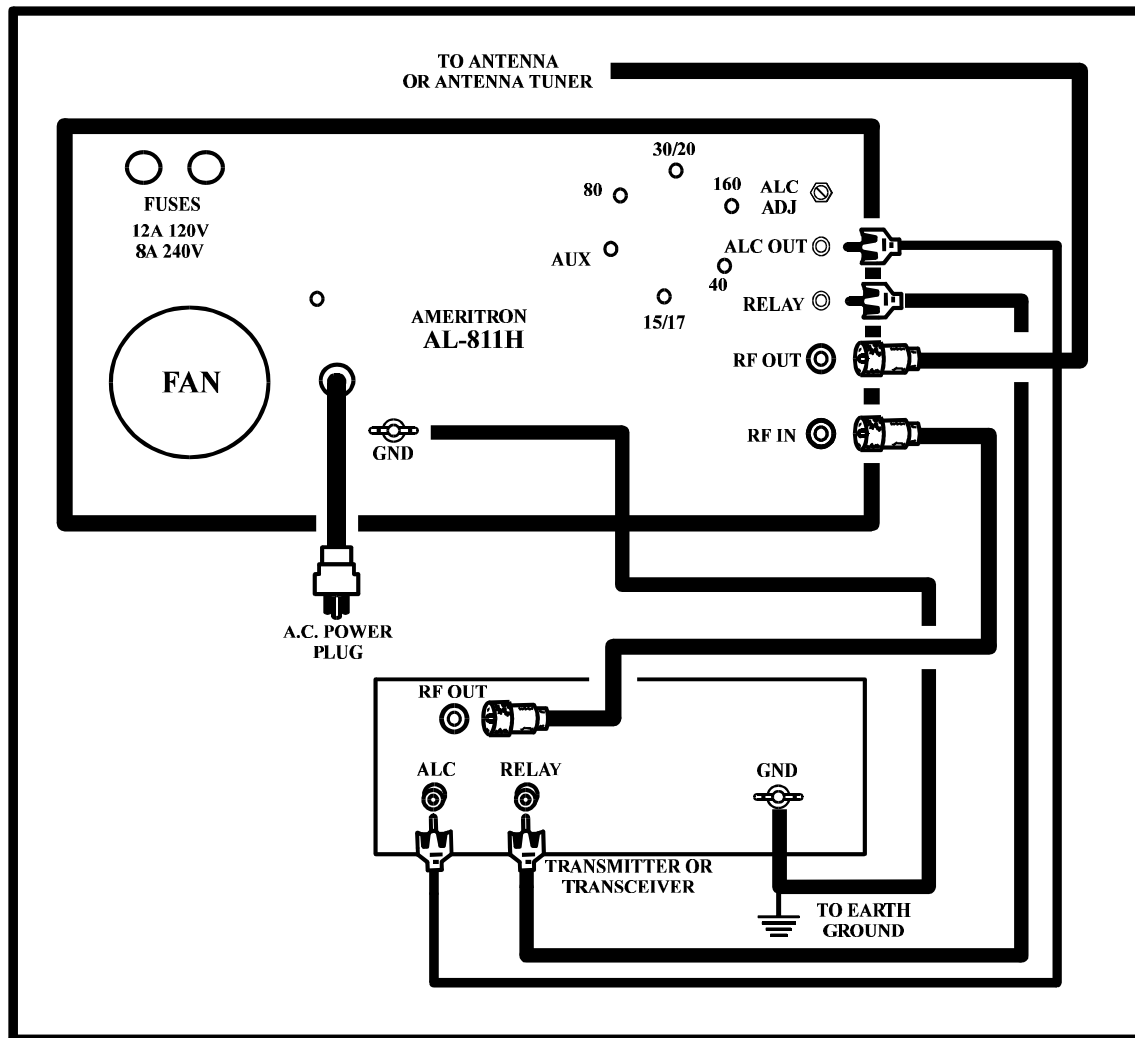 TO ANTENNA
OR ANTENNA TUNER
30/20
80
160
ALC
ADJ
FUSES
12A 120V
8A 240V
ALC OUT
AUX
40
RELAY
15/17
AMERITRON
AL-811H
RF OUT
FAN
RF IN
GND
A.C. POWER
PLUG
RF OUT
ALC
RELAY
GND
TRANSMITTER OR
TRANSCEIVER
TO EARTH
GROUND